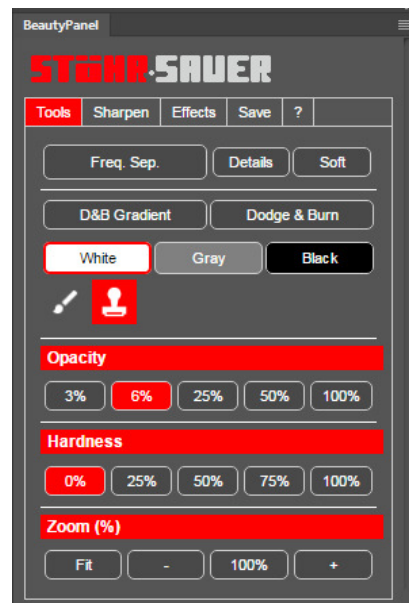 BeautyPanel
STÖHR·SAUER
Tools Sharpen Effects Save ?
Freq. Sep. Details Soft
D&B Gradient Dodge & Burn
White Gray Black
Opacity
3% 6% 25% 50% 100%
Hardness
0% 25% 50% 75% 100%
Zoom (%)
Fit - 100% +